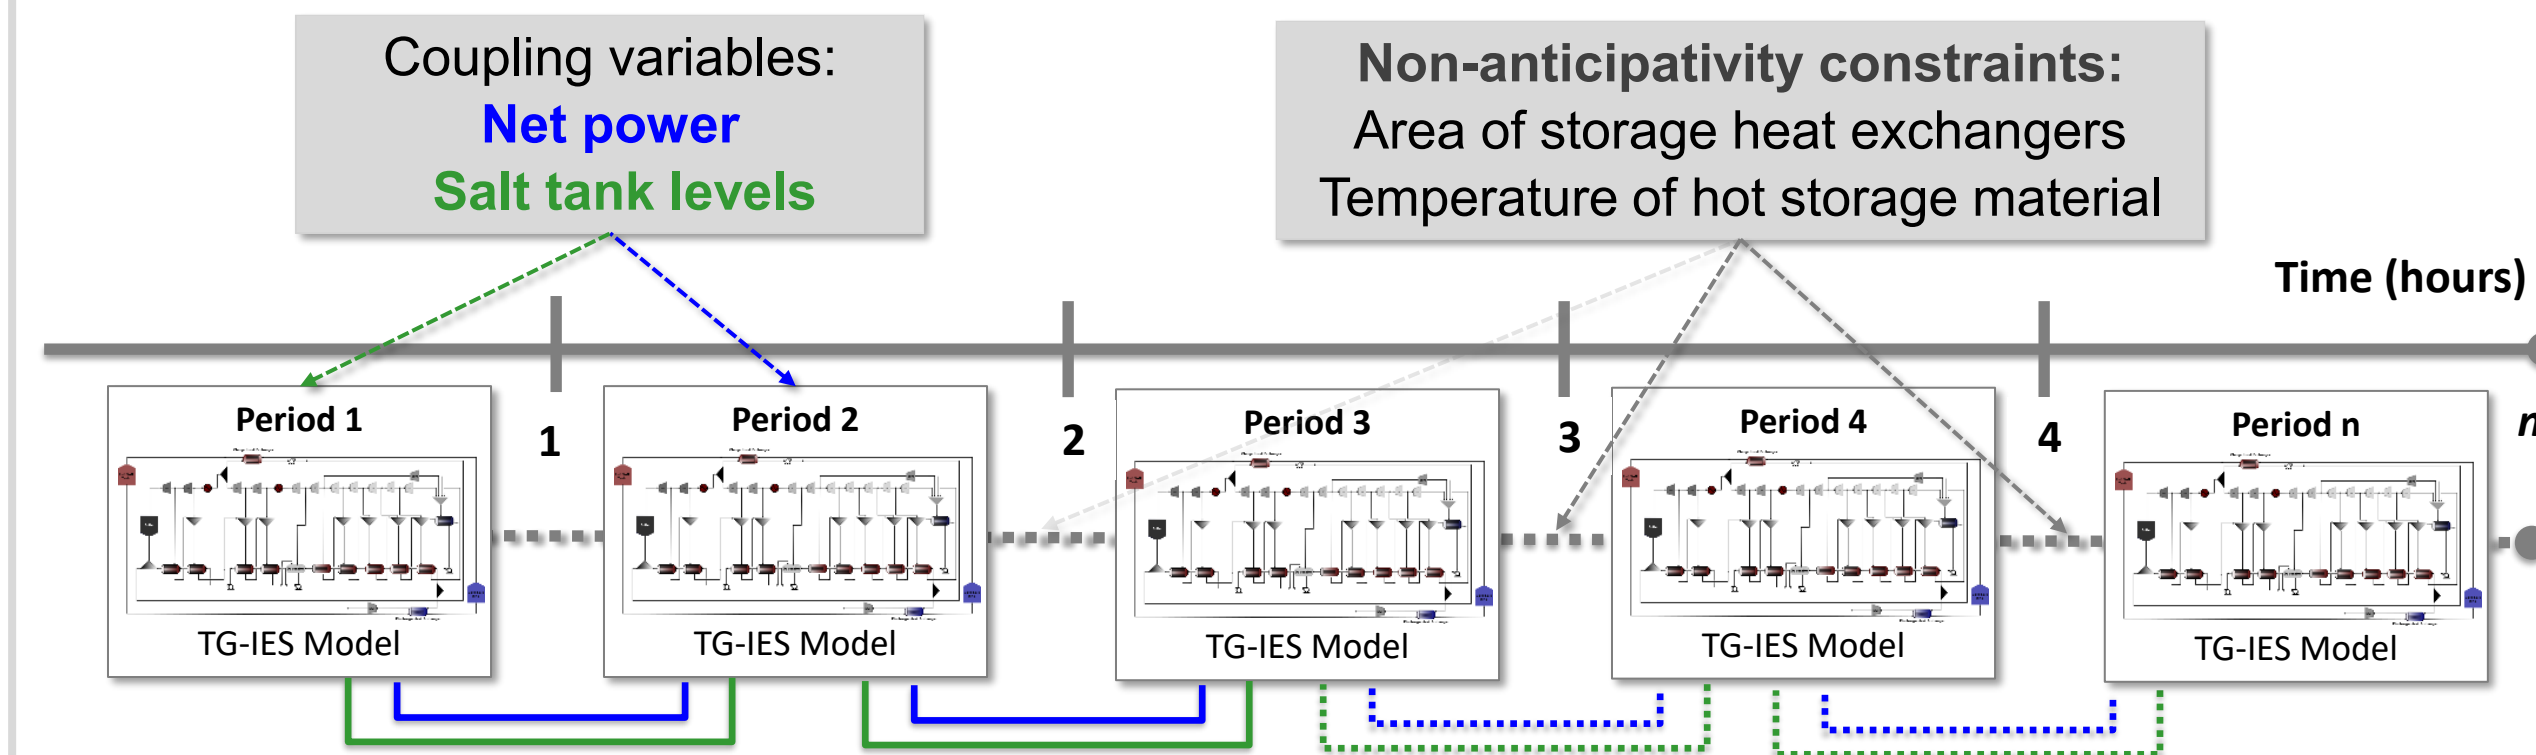 Coupling variables:
Net power
Salt tank levels
Non-anticipativity constraints:
Area of storage heat exchangers
Temperature of hot storage material
Time (hours)
Period 1
1
Period 2
2
Period 3
3
Period 4
4
Period n
n
TG-IES Model
TG-IES Model
TG-IES Model
TG-IES Model
TG-IES Model